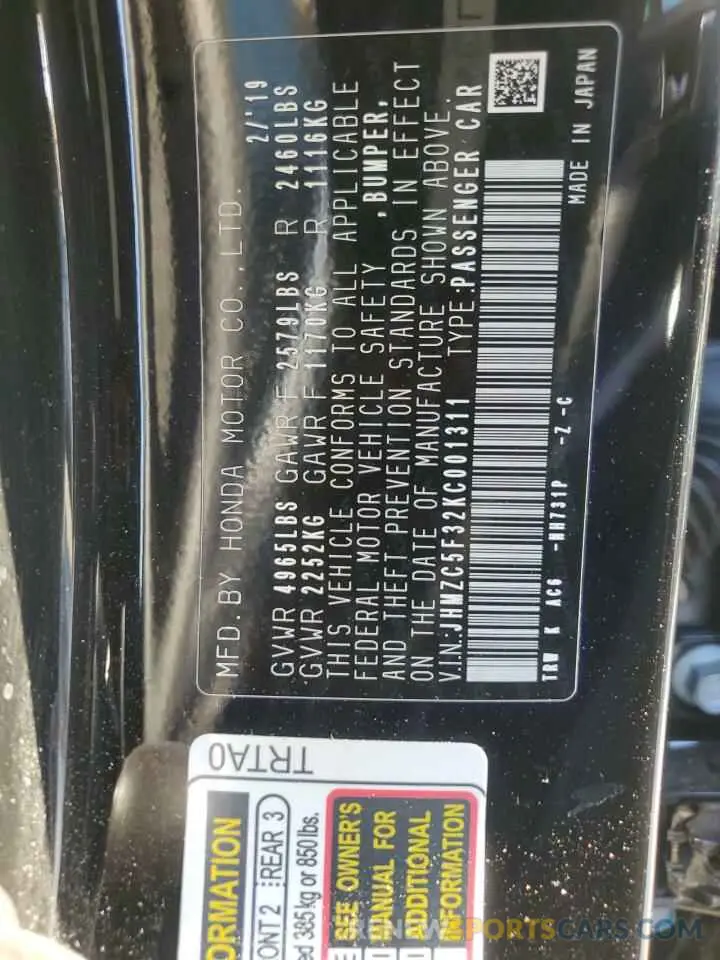 MFD. BY HONDA MOTOR CO., LTD. 2/'19
GVWR 4965LBS GAWR F 2579LBS R 2460LBS
GVWR 2252KG GAWR F 1170KG R 1116KG
THIS VEHICLE CONFORMS TO ALL APPLICABLE
FEDERAL MOTOR VEHICLE SAFETY , BUMPER,
AND THEFT PREVENTION STANDARDS IN EFFECT
ON THE DATE OF MANUFACTURE SHOWN ABOVE.
V.I.N.:JHMZC5F32KC001311 TYPE:PASSENGER CAR
TRW K AC6 -NH731P -Z -C
MADE IN JAPAN
TRTA0
ORMATION
ONT 2 REAR 3
ed 385 kg or 850 lbs.
SEE OWNER'S
MANUAL FOR
ADDITIONAL
INFORMATION
RENEWSPORTSCARS.COM